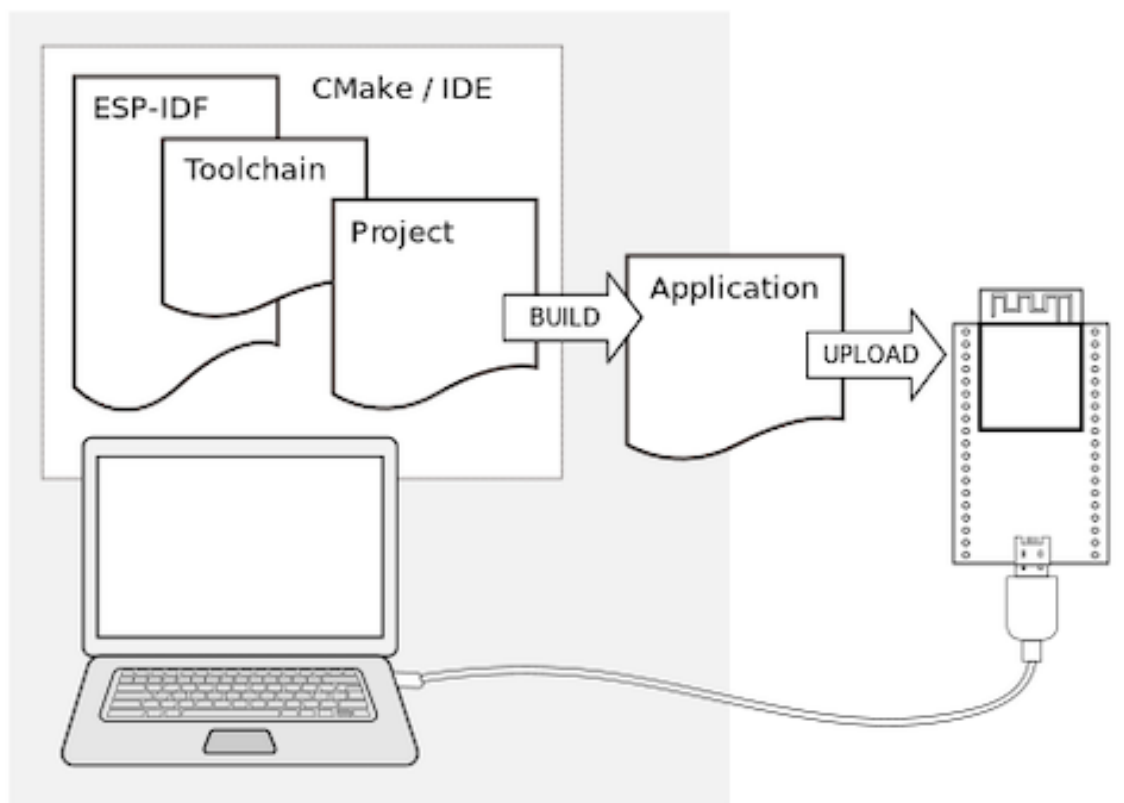 CMake / IDE
ESP-IDF
Toolchain
Project
BUILD
Application
UPLOAD